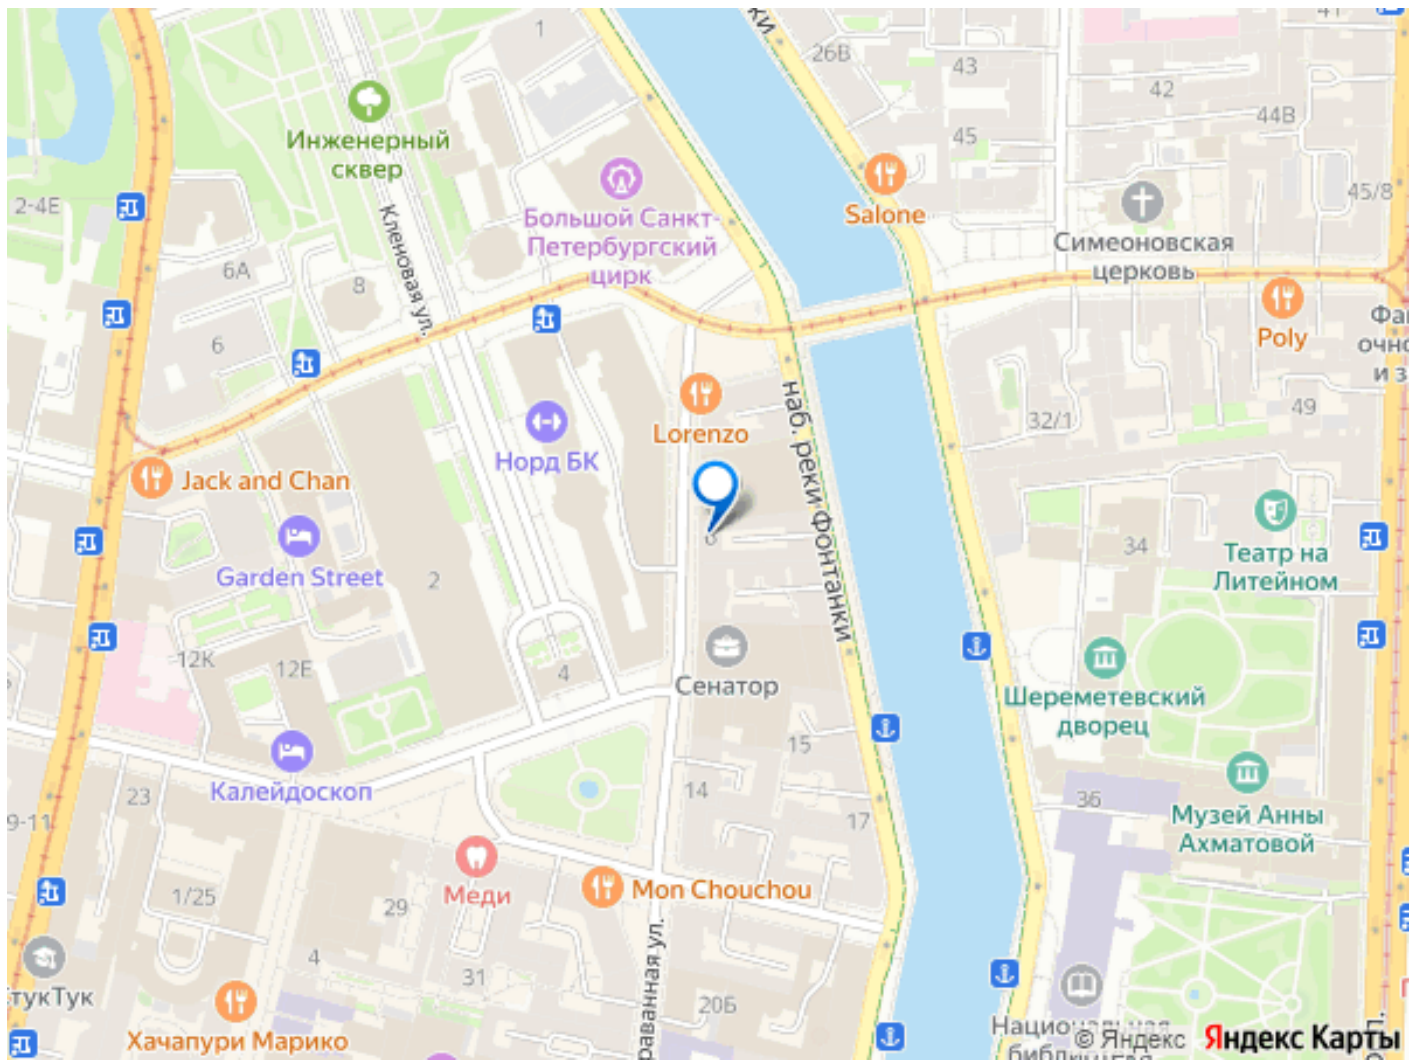 1
26В
43
42
44В
45
45/8
Инженерный
сквер
Salone
Большой Санкт-
Петербургский
цирк
Кленовая ул.
2-4Е
6А
8
6
Симеоновская
церковь
Poly
49
32/1
Lorenzo
наб. реки Фонтанки
Норд БК
Jack and Chan
Garden Street
2
34
Театр на
Литейном
12К
12Е
4
Сенатор
Шереметевский
дворец
15
14
17
36
Калейдоскоп
23
9-11
Музей Анны
Ахматовой
Меди
Mon Chouchou
1/25
29
4
31
20Б
Хачапури Марико
Национальная
© Яндекс
Яндекс Карты